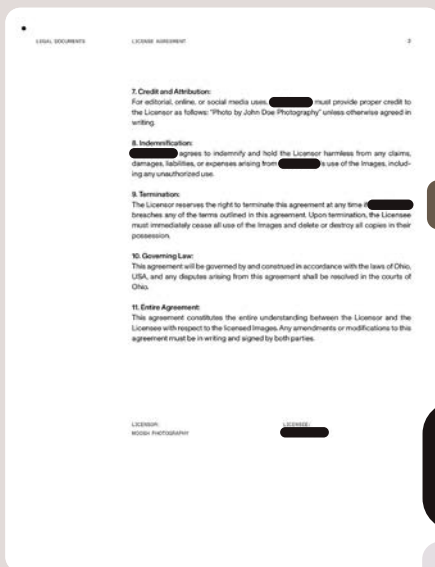 LEGAL DOCUMENTS
LICENSE AGREEMENT
2
7. Credit and Attribution:
For editorial, online, or social media uses, must provide proper credit to
the Licensor as follows: "Photo by John Doe Photography" unless otherwise agreed in
writing.
8. Indemnification:
agrees to indemnify and hold the Licensor harmless from any claims,
damages, liabilities, or expenses arising from s use of the Images, includ-
ing any unauthorized use.
9. Termination:
The Licensor reserves the right to terminate this agreement at any time if
breaches any of the terms outlined in this agreement. Upon termination, the Licensee
must immediately cease all use of the Images and delete or destroy all copies in their
possession.
10. Governing Law:
This agreement will be governed by and construed in accordance with the laws of Ohio,
USA, and any disputes arising from this agreement shall be resolved in the courts of
Ohio.
11. Entire Agreement:
This agreement constitutes the entire understanding between the Licensor and the
Licensee with respect to the licensed Images. Any amendments or modifications to this
agreement must be in writing and signed by both parties.
LICENSOR:
LICENSEE:
PHOTOGRAPHY